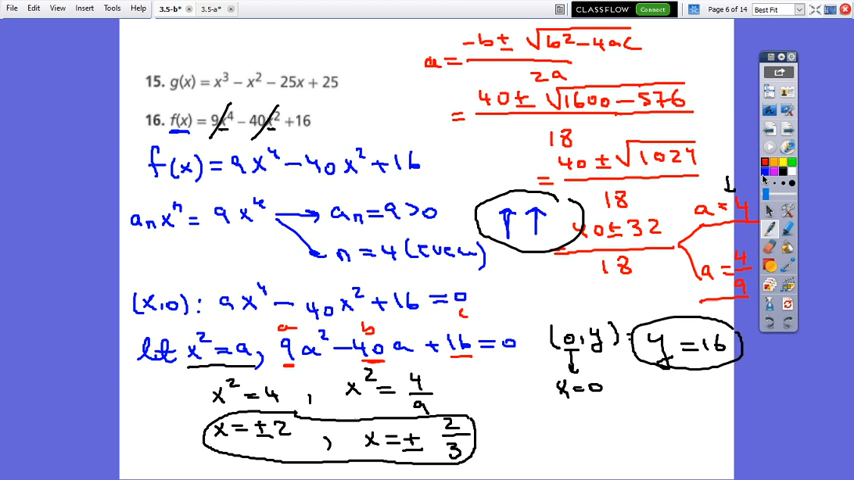 File Edit View Insert Tools Help 3.5-b* 3.5-a* CLASSFLOW Page 6 of 14 Best Fit
15. g(x) = x³ − x² − 25x + 25
16. f(x) = 9x⁴ − 40x² + 16
f(x) = 9x⁴ − 40x² + 16
aₙxⁿ = 9x⁴ → aₙ = 9 > 0
n = 4 (even)
(x,0): 9x⁴ − 40x² + 16 = 0
a b c
let x² = a, 9a² − 40a + 16 = 0
x² = 4 , x² = 4/9
x = ±2 , x = ± 2/3
a = -b ± √b² − 4ac / 2a
= 40 ± √1600 − 576 / 18
= 40 ± √1024 / 18
40 ± 32 / 18
a = 4
a = 4/9
↑ ↑
(0,y) = y = 16
x = 0